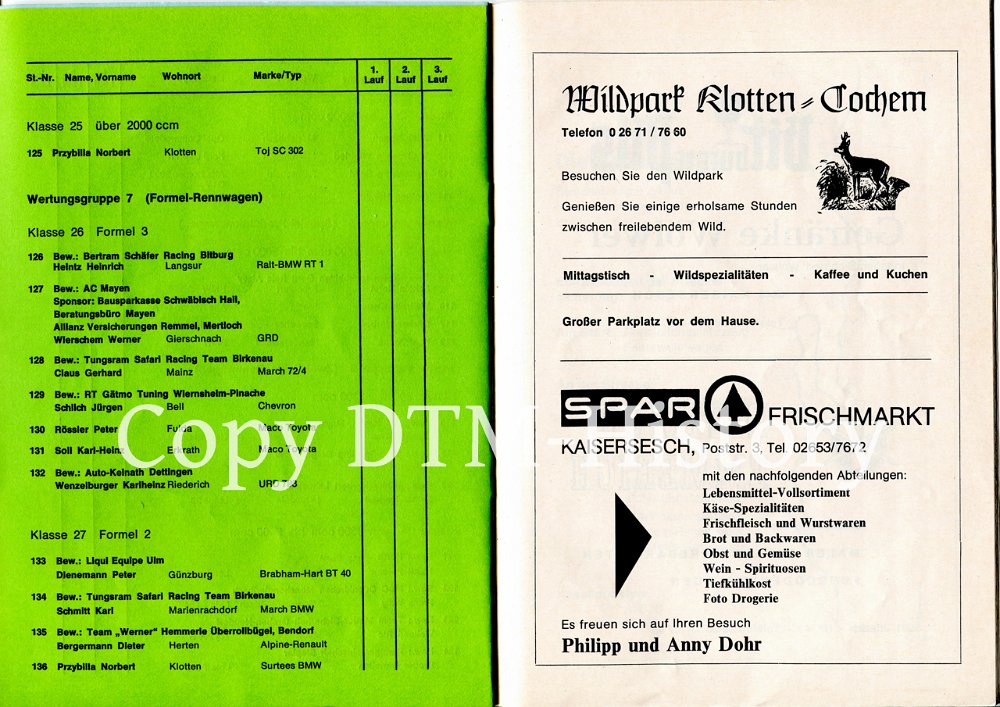 St.-Nr. Name, Vorname Wohnort Marke/Typ 1. Lauf 2. Lauf 3. Lauf
Klasse 25 über 2000 ccm
125 Przybilla Norbert Klotten Toj SC 302
Wertungsgruppe 7 (Formel-Rennwagen)
Klasse 26 Formel 3
126 Bew.: Bertram Schäfer Racing Bitburg
Heintz Heinrich Langsur Ralt-BMW RT 1
127 Bew.: AC Mayen
Sponsor: Bausparkasse Schwäbisch Hall,
Beratungsbüro Mayen
Allianz Versicherungen Remmel, Mertloch
Wierschem Werner Gierschnach GRD
128 Bew.: Tungsram Safari Racing Team Birkenau
Claus Gerhard Mainz March 72/4
129 Bew.: RT Gätmo Tuning Wiernsheim-Pinache
Schlich Jürgen Bell Chevron
130 Rössler Peter Fulda Maco Toyota
131 Soll Karl-Heinz Erkrath Maco Toyota
132 Bew.: Auto-Keinath Dettingen
Wenzelburger Karlheinz Riederich URD
Klasse 27 Formel 2
133 Bew.: Liqui Equipe Ulm
Dienemann Peter Günzburg Brabham-Hart BT 40
134 Bew.: Tungsram Safari Racing Team Birkenau
Schmitt Karl Marienrachdorf March BMW
135 Bew.: Team „Werner“ Hemmerle Überrollbügel, Bendorf
Bergermann Dieter Herten Alpine-Renault
136 Przybilla Norbert Klotten Surtees BMW
Wildpark Klotten-Cochem
Telefon 0 26 71 / 76 60
Besuchen Sie den Wildpark
Genießen Sie einige erholsame Stunden
zwischen freilebendem Wild.
Mittagstisch - Wildspezialitäten - Kaffee und Kuchen
Großer Parkplatz vor dem Hause.
SPAR FRISCHMARKT
KAISERSESCH, Poststr. 3, Tel. 02653/7672
mit den nachfolgenden Abteilungen:
Lebensmittel-Vollsortiment
Käse-Spezialitäten
Frischfleisch und Wurstwaren
Brot und Backwaren
Obst und Gemüse
Wein - Spirituosen
Tiefkühlkost
Foto Drogerie
Es freuen sich auf Ihren Besuch
Philipp und Anny Dohr
Copy DTM-History